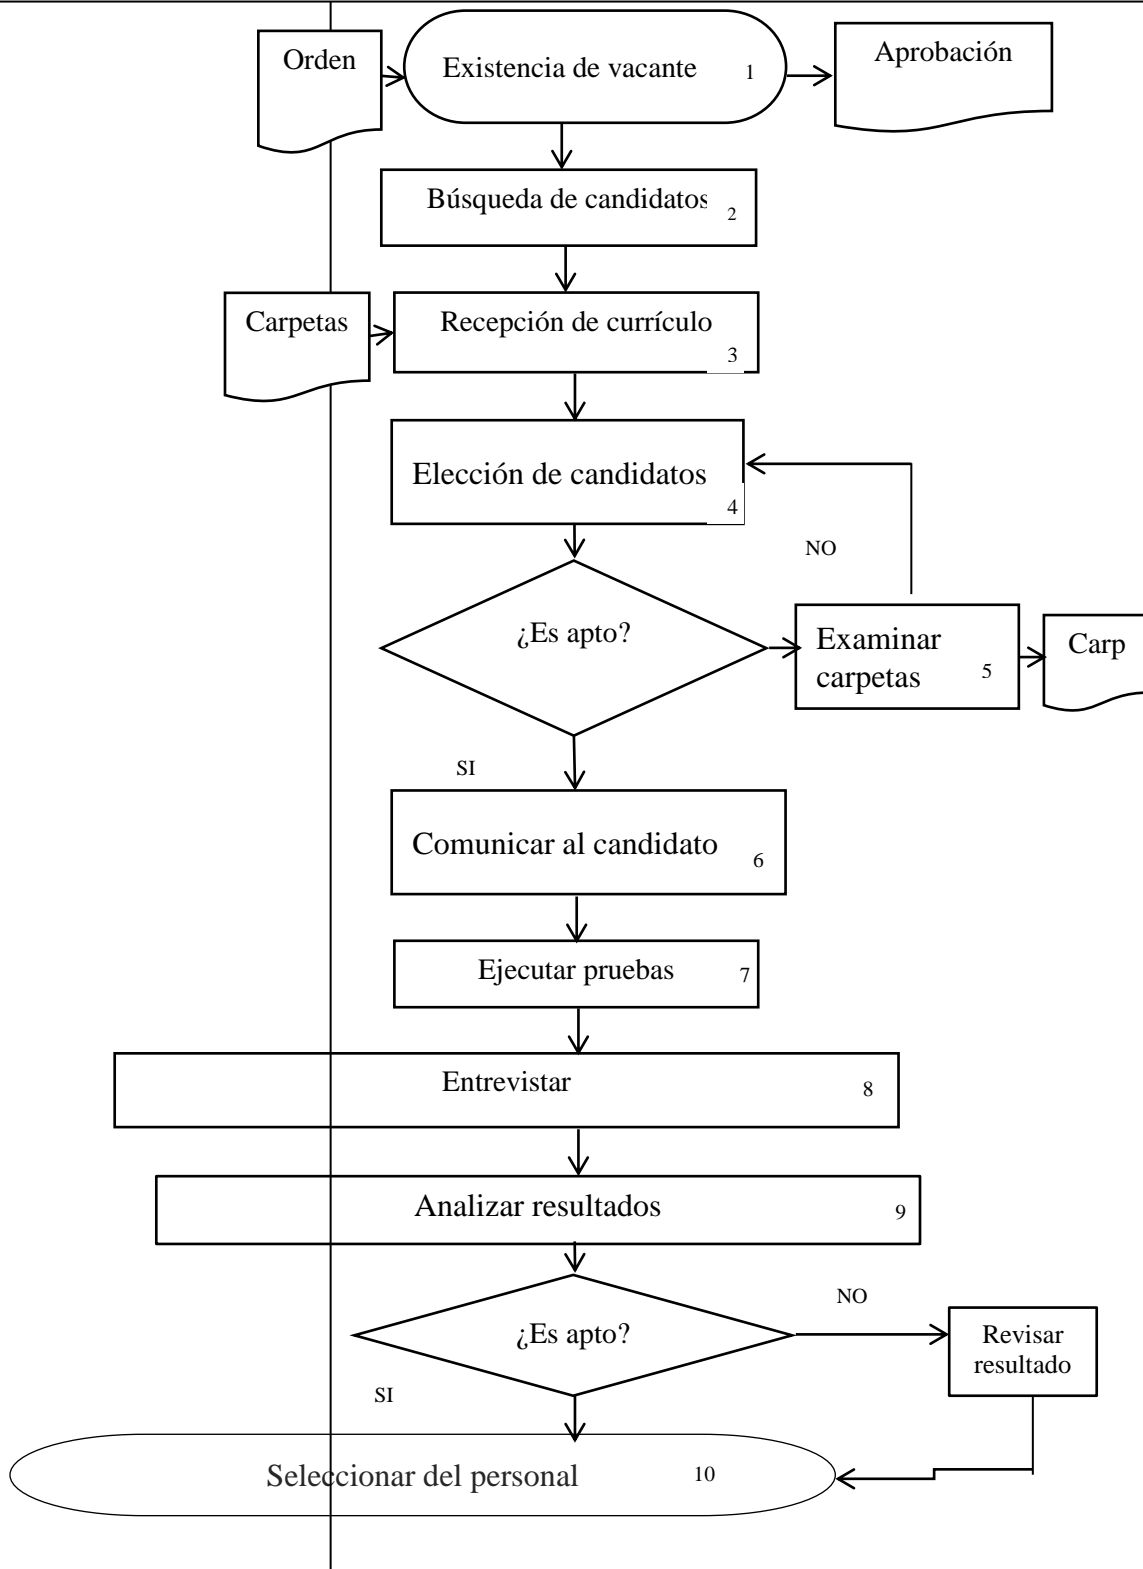 Orden
Existencia de vacante 1
Aprobación
Búsqueda de candidatos 2
Carpetas
Recepción de currículo
3
Elección de candidatos
4
NO
¿Es apto?
Examinar
carpetas 5
Carp
SI
Comunicar al candidato 6
Ejecutar pruebas 7
Entrevistar 8
Analizar resultados 9
NO
¿Es apto?
Revisar
resultado
SI
Seleccionar del personal 10